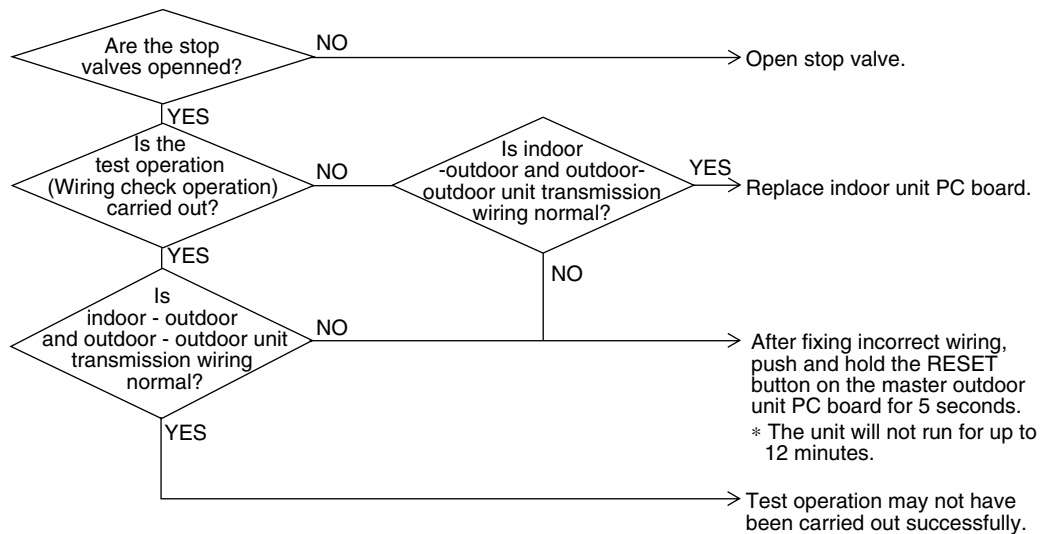 Are the stop
valves openned?
NO
Open stop valve.
YES
Is the
test operation
(Wiring check operation)
carried out?
NO
Is indoor
-outdoor and outdoor-
outdoor unit transmission
wiring normal?
YES
Replace indoor unit PC board.
YES
NO
Is
indoor - outdoor
and outdoor - outdoor unit
transmission wiring
normal?
NO
After fixing incorrect wiring,
push and hold the RESET
button on the master outdoor
unit PC board for 5 seconds.
* The unit will not run for up to
12 minutes.
YES
Test operation may not have
been carried out successfully.